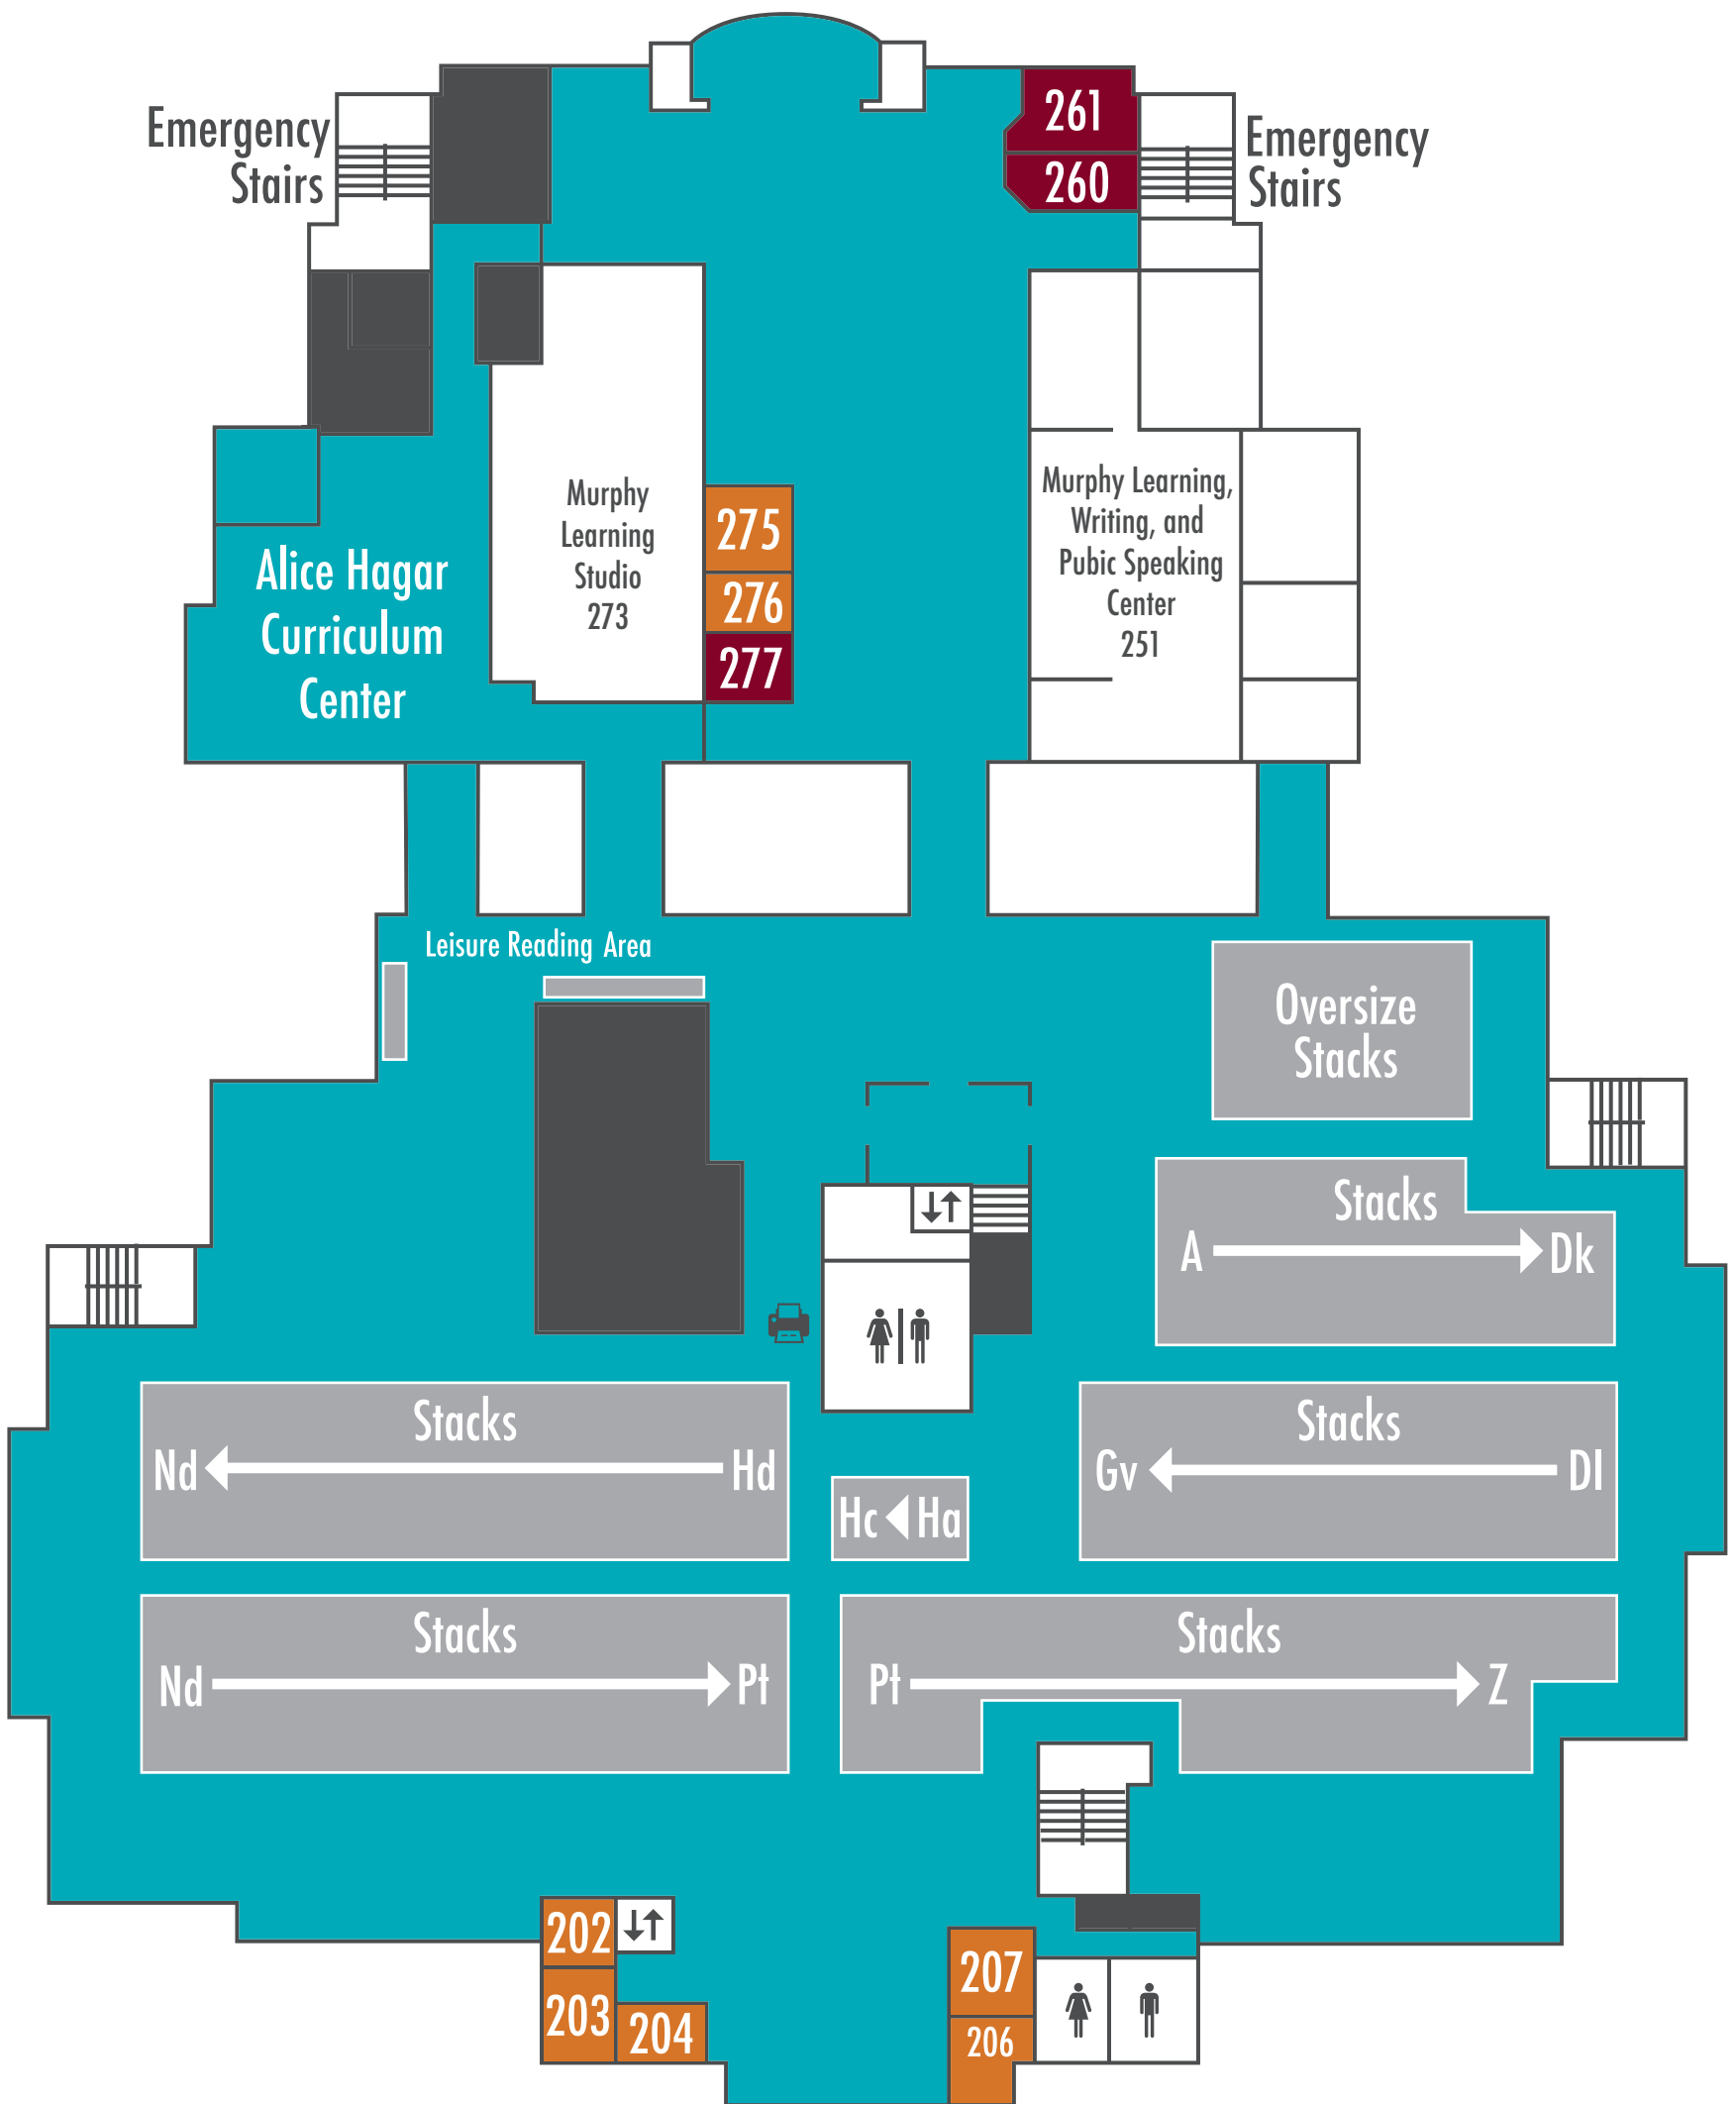 Emergency
Stairs
261
260
Emergency
Stairs
Murphy
Learning
Studio
273
275
276
277
Murphy Learning,
Writing, and
Pubic Speaking
Center
251
Alice Hagar
Curriculum
Center
Leisure Reading Area
Oversize
Stacks
Stacks
A Dk
Stacks
Nd Hd
Stacks
Gv Dl
Hc Ha
Stacks
Nd Pt
Stacks
Pt Z
202
203
204
207
206